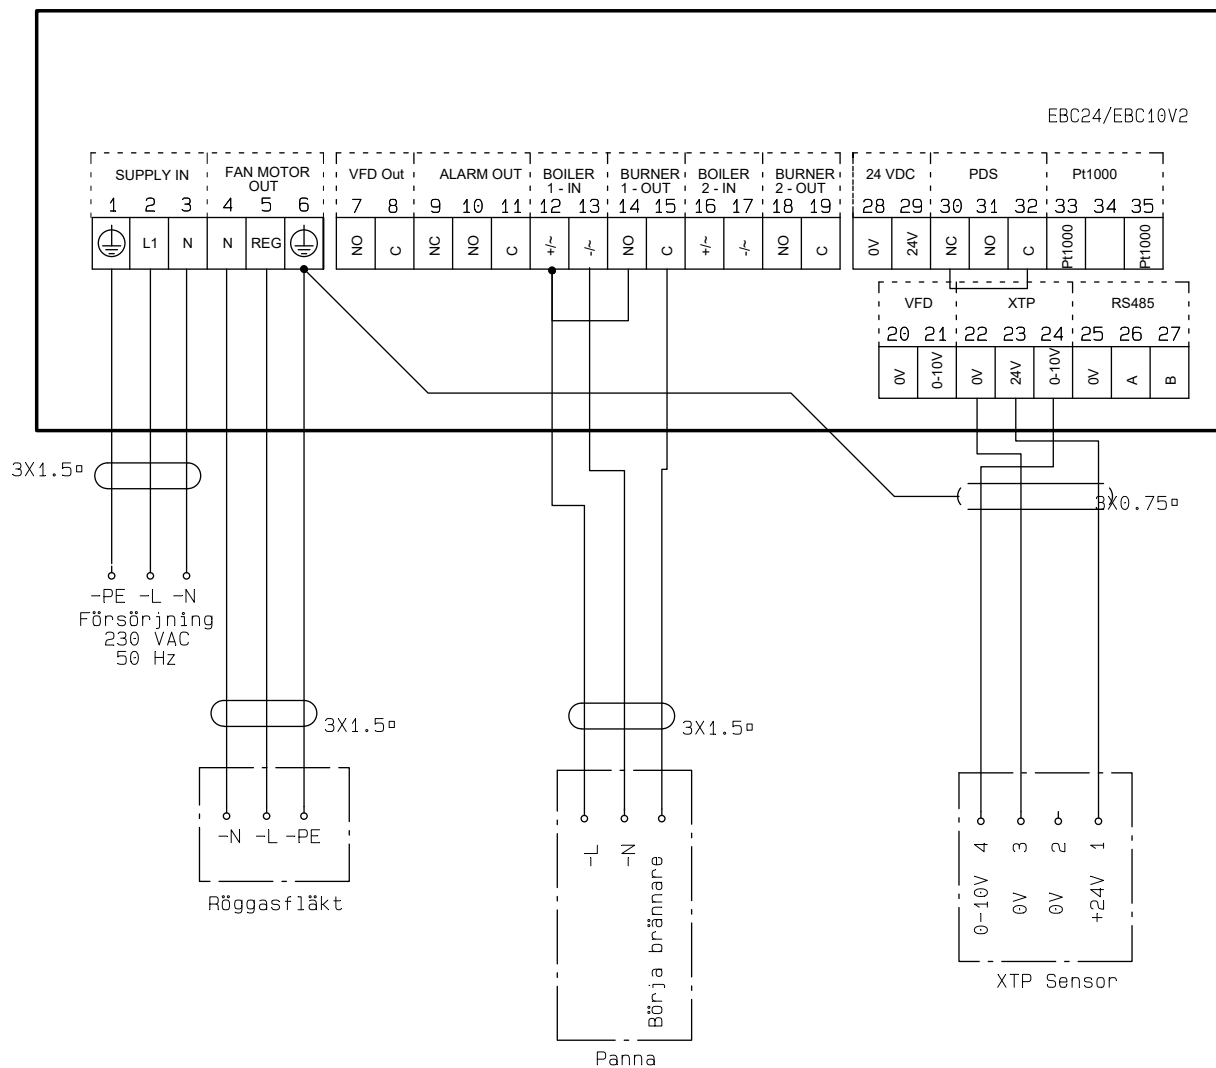 EBC24/EBC10V2
SUPPLY IN
FAN MOTOR
OUT
VFD Out
ALARM OUT
BOILER
1 - IN
BURNER
1 - OUT
BOILER
2 - IN
BURNER
2 - OUT
24 VDC
PDS
Pt1000
1 2 3 4 5 6 7 8 9 10 11 12 13 14 15 16 17 18 19 28 29 30 31 32 33 34 35
L1 N N REG NO C NC NO C +/~ -/~ NO C +/~ -/~ NO C 0V 24V NC NO C Pt1000 Pt1000
VFD
XTP
RS485
20 21 22 23 24 25 26 27
0V 0-10V 0V 24V 0-10V 0V A B
3X1.5▫
3X0.75▫
-PE -L -N
Försörjning
230 VAC
50 Hz
3X1.5▫
3X1.5▫
-N -L -PE
Röggasfläkt
-L
-N
Börja brännare
Panna
4 3 2 1
0-10V 0V 0V +24V
XTP Sensor